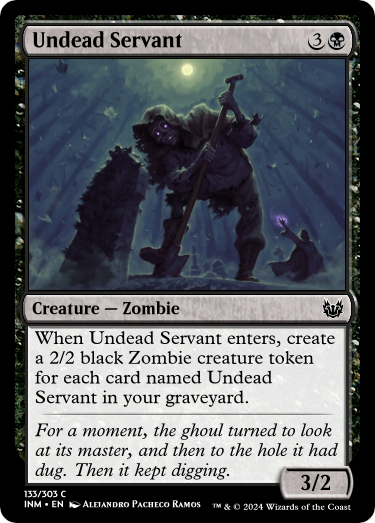 Undead Servant 3
Creature — Zombie
When Undead Servant enters, create
a 2/2 black Zombie creature token
for each card named Undead
Servant in your graveyard.
For a moment, the ghoul turned to look
at its master, and then to the hole it had
dug. Then it kept digging.
3/2
133/303 C
INM • EN Alejandro Pacheco Ramos ™ & © 2024 Wizards of the Coast